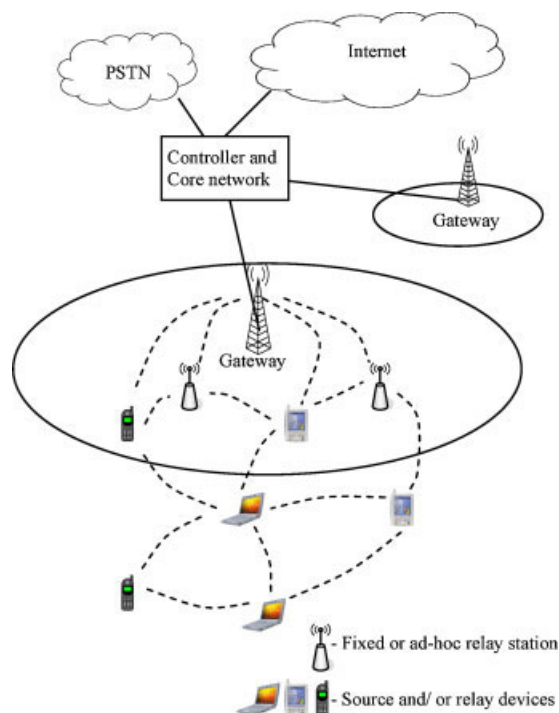 PSTN
Internet
Controller and
Core network
Gateway
Gateway
- Fixed or ad-hoc relay station
- Source and/ or relay devices